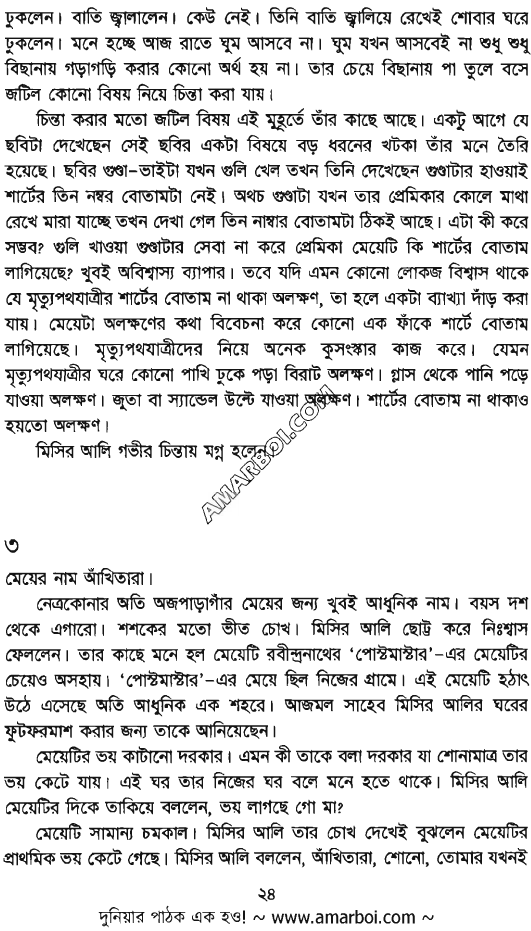 ঢুকলেন। বাতি জ্বালালেন। কেউ নেই। তিনি বাতি জ্বালিয়ে রেখেই শোবার ঘরে
ঢুকলেন। মনে হচ্ছে আজ রাতে ঘুম আসবে না। ঘুম যখন আসবেই না শুধু শুধু
বিছানায় গড়াগড়ি করার কোনো অর্থ হয় না। তার চেয়ে বিছানায় পা তুলে বসে
জটিল কোনো বিষয় নিয়ে চিন্তা করা যায়।
চিন্তা করার মতো জটিল বিষয় এই মুহূর্তে তাঁর কাছে আছে। একটু আগে যে
ছবিটা দেখেছেন সেই ছবির একটা বিষয়ে বড় ধরনের খটকা তাঁর মনে তৈরি
হয়েছে। ছবির গুণ্ডা-ভাইটা যখন গুলি খেল তখন তিনি দেখেছেন গুণ্ডাটার হাওয়াই
শার্টের তিন নম্বর বোতামটা নেই। অথচ গুণ্ডাটা যখন তার প্রেমিকার কোলে মাথা
রেখে মারা যাচ্ছে তখন দেখা গেল তিন নাম্বার বোতামটা ঠিকই আছে। এটা কী করে
সম্ভব? গুলি খাওয়া গুণ্ডাটার সেবা না করে প্রেমিকা মেয়েটি কি শার্টের বোতাম
লাগিয়েছে? খুবই অবিশ্বাস্য ব্যাপার। তবে যদি এমন কোনো লোকজ বিশ্বাস থাকে
যে মৃত্যুপথযাত্রীর শার্টের বোতাম না থাকা অলক্ষণ, তা হলে একটা ব্যাখ্যা দাঁড় করা
যায়। মেয়েটা অলক্ষণের কথা বিবেচনা করে কোনো এক ফাঁকে শার্টে বোতাম
লাগিয়েছে। মৃত্যুপথযাত্রীদের নিয়ে অনেক কুসংস্কার কাজ করে। যেমন
মৃত্যুপথযাত্রীর ঘরে কোনো পাখি ঢুকে পড়া বিরাট অলক্ষণ। গ্লাস থেকে পানি পড়ে
যাওয়া অলক্ষণ। জুতা বা স্যান্ডেল উল্টে যাওয়া অলক্ষণ। শার্টের বোতাম না থাকাও
হয়তো অলক্ষণ।
মিসির আলি গভীর চিন্তায় মগ্ন হলেন।
AMARBOI.COM
৩
মেয়ের নাম আঁখিতারা।
নেত্রকোনার অতি অজপাড়াগাঁর মেয়ের জন্য খুবই আধুনিক নাম। বয়স দশ
থেকে এগারো। শশকের মতো ভীত চোখ। মিসির আলি ছোট্ট করে নিঃশ্বাস
ফেললেন। তার কাছে মনে হল মেয়েটি রবীন্দ্রনাথের ‘পোস্টমাস্টার’-এর মেয়েটির
চেয়েও অসহায়। ‘পোস্টমাস্টার’-এর মেয়ে ছিল নিজের গ্রামে। এই মেয়েটি হঠাৎ
উঠে এসেছে অতি আধুনিক এক শহরে। আজমল সাহেব মিসির আলির ঘরের
ফুটফরমাশ করার জন্য তাকে আনিয়েছেন।
মেয়েটির ভয় কাটানো দরকার। এমন কী তাকে বলা দরকার যা শোনামাত্র তার
ভয় কেটে যায়। এই ঘর তার নিজের ঘর বলে মনে হতে থাকে। মিসির আলি
মেয়েটির দিকে তাকিয়ে বললেন, ভয় লাগছে গো মা?
মেয়েটি সামান্য চমকাল। মিসির আলি তার চোখ দেখেই বুঝলেন মেয়েটির
প্রাথমিক ভয় কেটে গেছে। মিসির আলি বললেন, আঁখিতারা, শোনো, তোমার যখনই
২৪
দুনিয়ার পাঠক এক হও! ~ www.amarboi.com ~